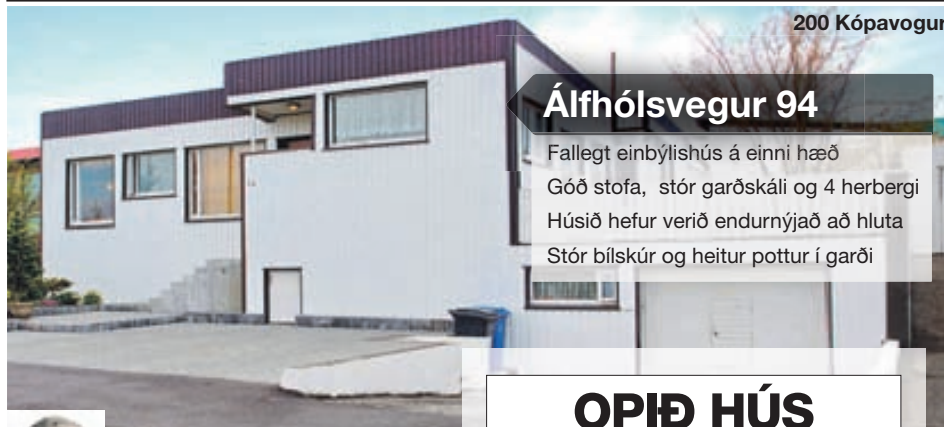 200 Kópavogur
Álfhólsvegur 94
Fallegt einbýlishús á einni hæð
Góð stofa, stór garðskáli og 4 herbergi
Húsið hefur verið endurnýjað að hluta
Stór bílskúr og heitur pottur í garði
OPIÐ HÚS